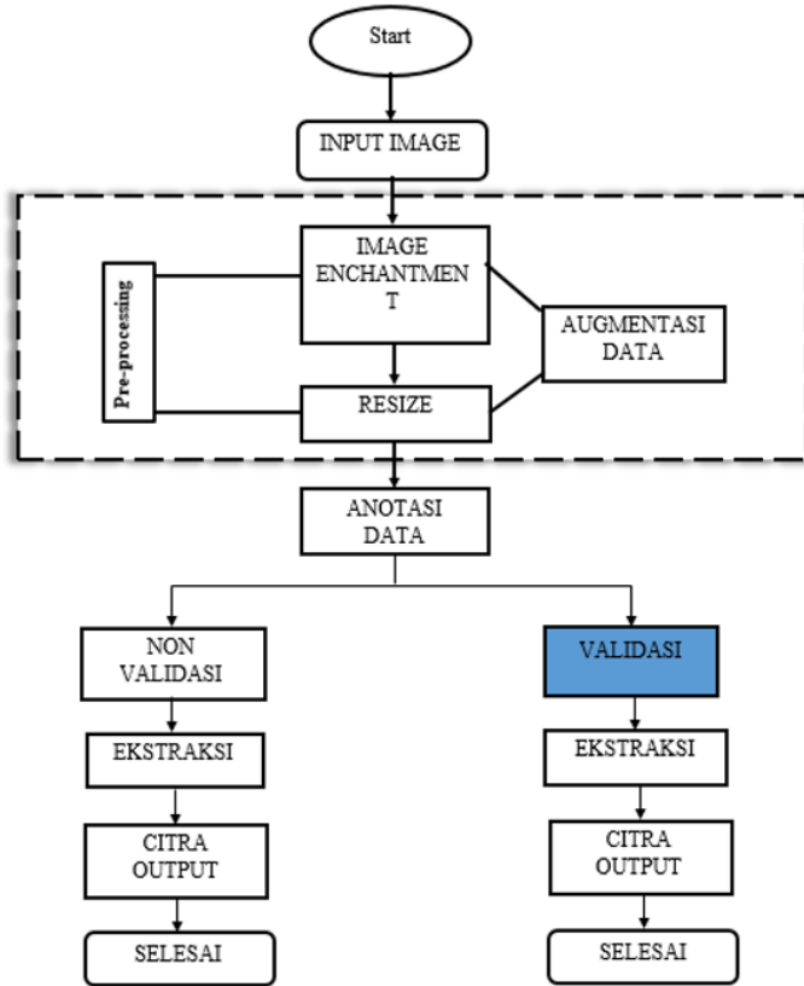 Start
INPUT IMAGE
IMAGE
ENCHANTMEN
T
Pre-processing
AUGMENTASI
DATA
RESIZE
ANOTASI
DATA
NON
VALIDASI
VALIDASI
EKSTRAKSI
EKSTRAKSI
CITRA
OUTPUT
CITRA
OUTPUT
SELESAI
SELESAI